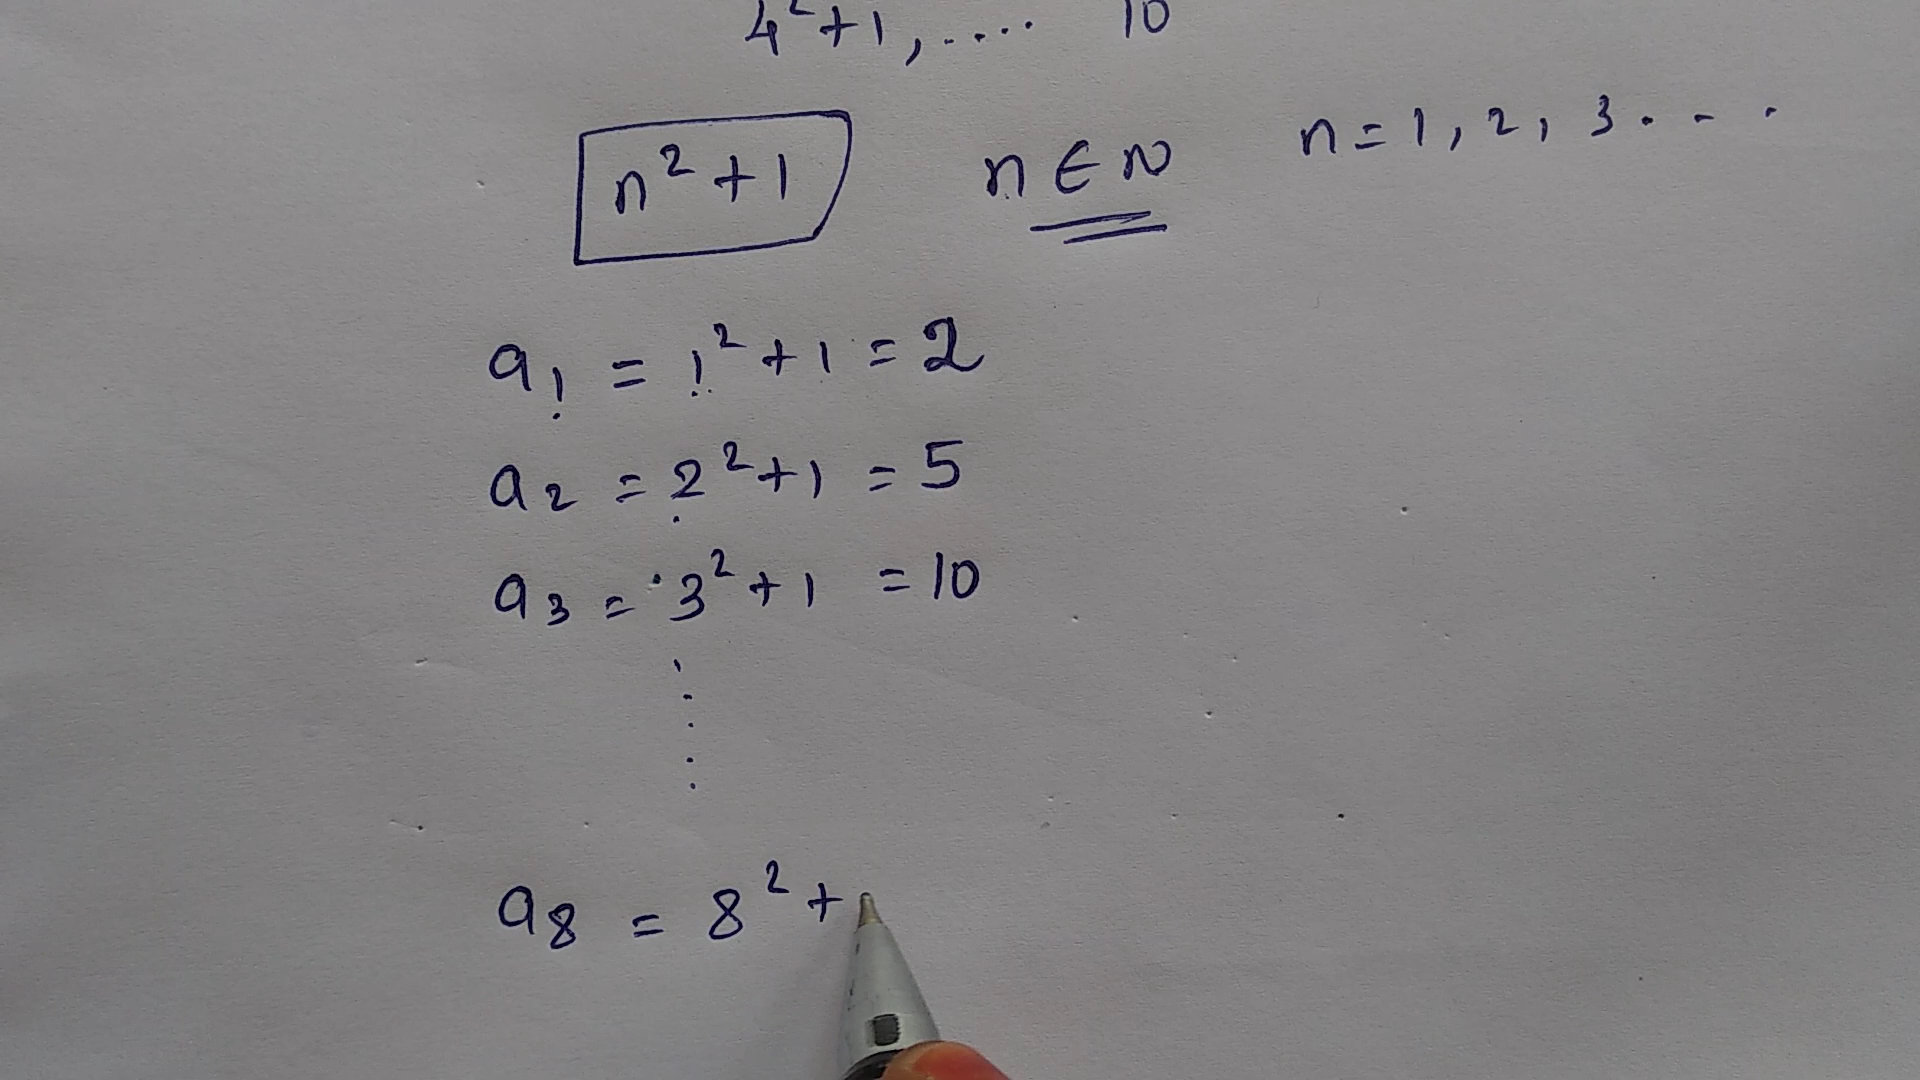 4²+1, .... 10
n²+1 n∈N n=1, 2, 3...
a₁ = 1²+1 = 2
a₂ = 2²+1 = 5
a₃ = 3²+1 = 10
a₈ = 8²+